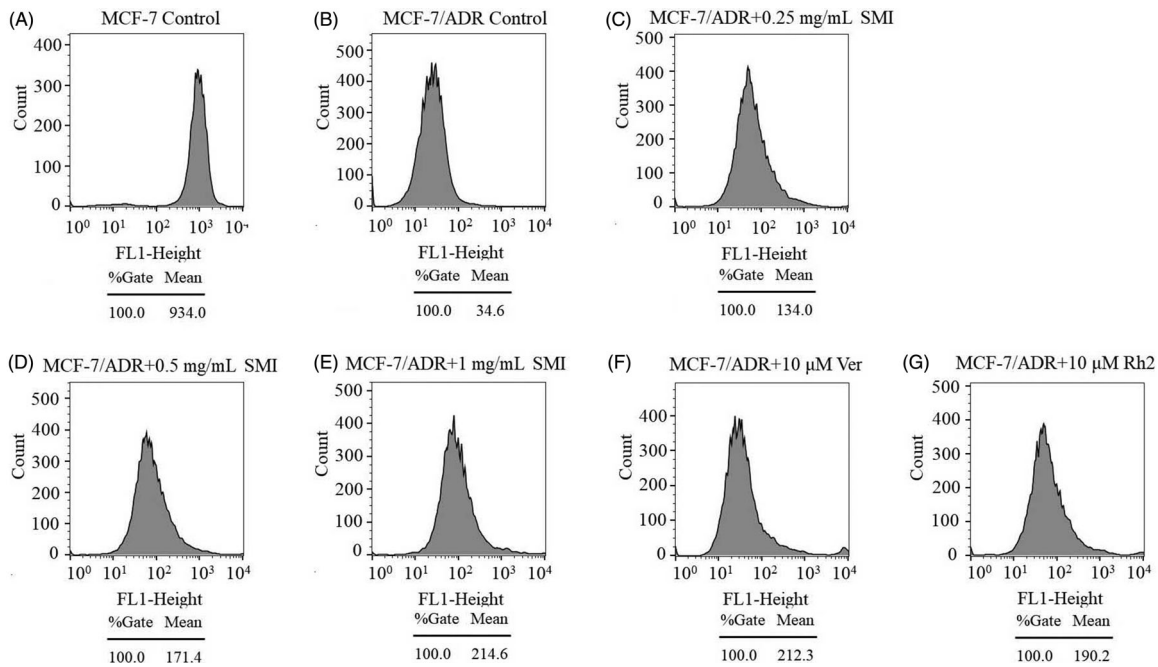 (A) MCF-7 Control
400
300
200
100
0
Count
10⁰ 10¹ 10² 10³
FL1-Height
%Gate Mean
100.0 934.0
(B) MCF-7/ADR Control
500
400
300
200
100
0
Count
10⁰ 10¹ 10² 10³ 10⁴
FL1-Height
%Gate Mean
100.0 34.6
(C) MCF-7/ADR+0.25 mg/mL SMI
500
400
300
200
100
0
Count
10⁰ 10¹ 10² 10³ 10⁴
FL1-Height
%Gate Mean
100.0 134.0
(D) MCF-7/ADR+0.5 mg/mL SMI
500
400
300
200
100
0
Count
10⁰ 10¹ 10² 10³ 10⁴
FL1-Height
%Gate Mean
100.0 171.4
(E) MCF-7/ADR+1 mg/mL SMI
500
400
300
200
100
0
Count
10⁰ 10¹ 10² 10³ 10⁴
FL1-Height
%Gate Mean
100.0 214.6
(F) MCF-7/ADR+10 μM Ver
400
300
200
100
0
Count
10⁰ 10¹ 10² 10³ 10⁴
FL1-Height
%Gate Mean
100.0 212.3
(G) MCF-7/ADR+10 μM Rh2
500
400
300
200
100
0
Count
10⁰ 10¹ 10² 10³ 10⁴
FL1-Height
%Gate Mean
100.0 190.2